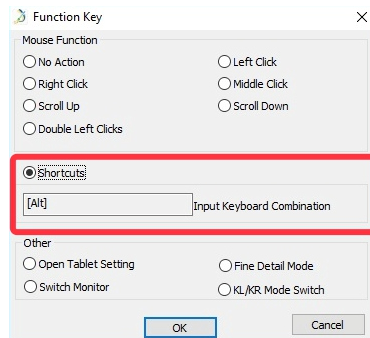 Function Key
Mouse Function
No Action
Left Click
Right Click
Middle Click
Scroll Up
Scroll Down
Double Left Clicks
Shortcuts
[Alt]
Input Keyboard Combination
Other
Open Tablet Setting
Fine Detail Mode
Switch Monitor
KL/KR Mode Switch
OK
Cancel